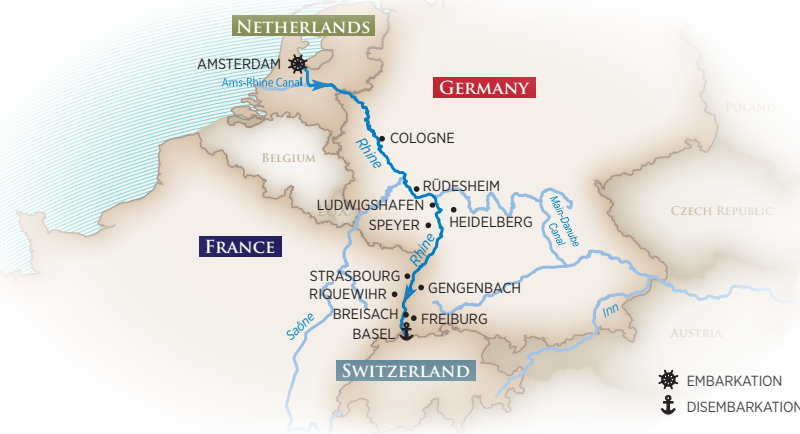 NETHERLANDS
AMSTERDAM
Ams-Rhine Canal
GERMANY
POLAND
COLOGNE
Rhine
BELGIUM
RÜDESHEIM
LUDWIGSHAFEN
LUX.
HEIDELBERG
SPEYER
Main-Danube
Canal
CZECH REPUBLIC
FRANCE
Rhine
STRASBOURG
GENGENBACH
RIQUEWIHR
BREISACH
FREIBURG
Inn
Saône
BASEL
AUSTRIA
SWITZERLAND
EMBARKATION
DISEMBARKATION